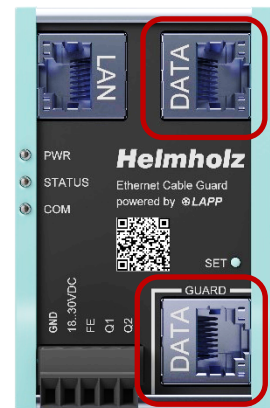 LAN
DATA
PWR
Helmholz
STATUS
Ethernet Cable Guard
COM
powered by LAPP
SET
GUARD
DATA
GND
18...30VDC
FE
Q1
Q2